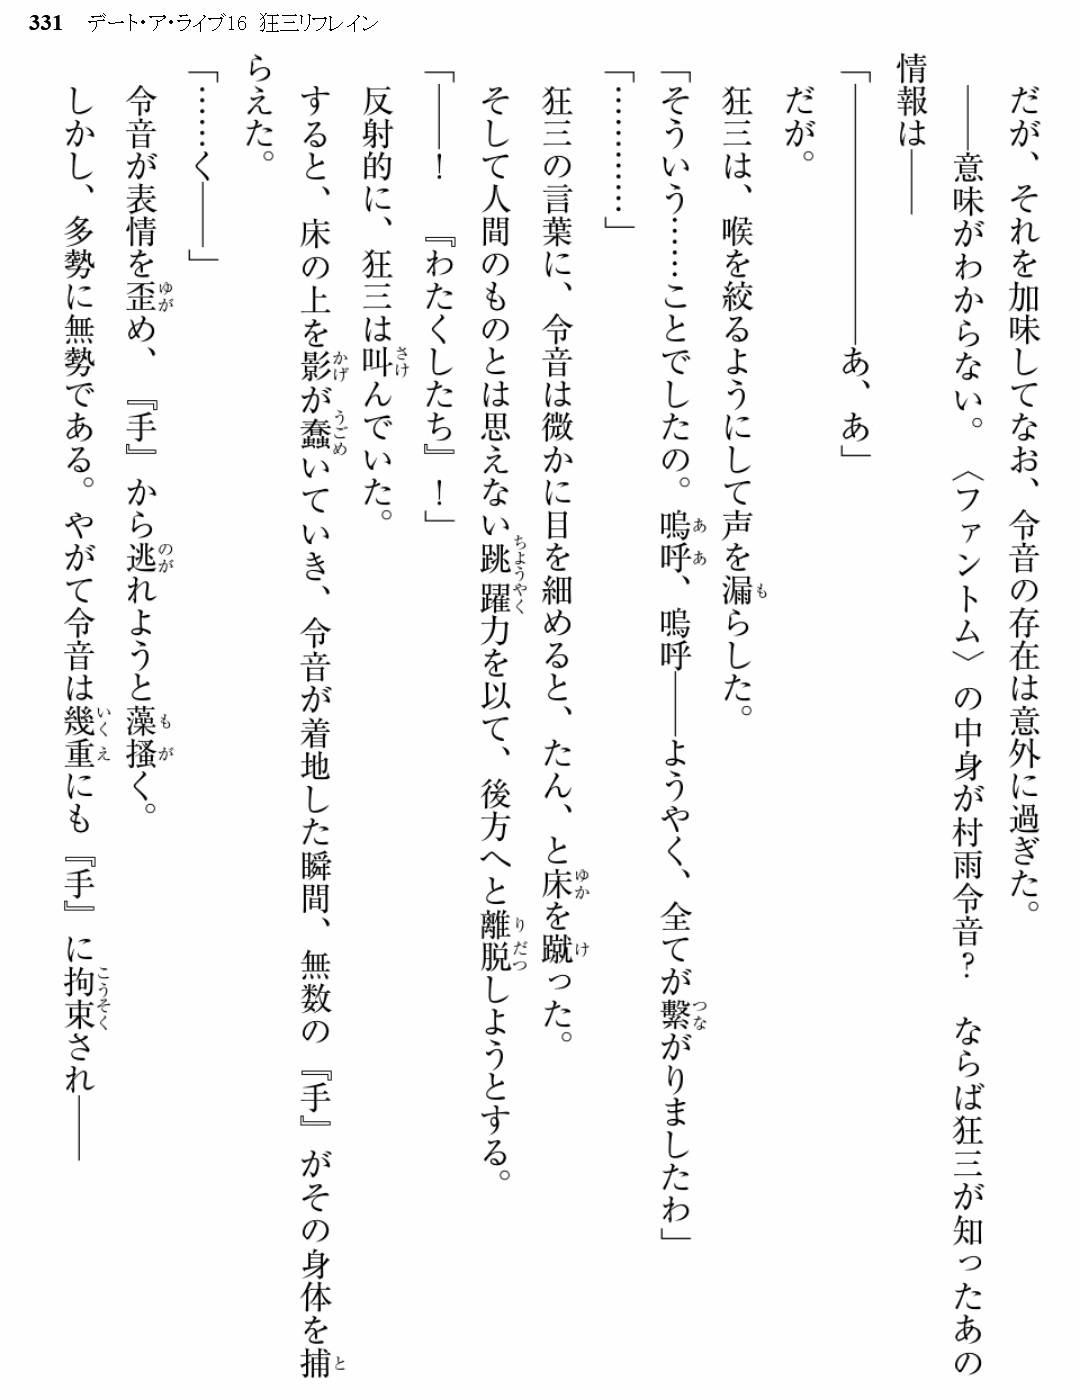 331 デート・ア・ライブ16 狂三リフレイン
だが、それを加味してなお、令音の存在は意外に過ぎた。
――意味がわからない。〈ファントム〉の中身が村雨令音？　ならば狂三が知ったあの
情報は――
「――――――――あ、あ」
だが。
狂三は、喉を絞るようにして声を漏らした。
「そういう……ことでしたの。嗚呼、嗚呼――ようやく、全てが繋がりましたわ」
「…………」
狂三の言葉に、令音は微かに目を細めると、たん、と床を蹴った。
そして人間のものとは思えない跳躍力を以て、後方へと離脱しようとする。
「――！　『わたくしたち』！」
反射的に、狂三は叫んでいた。
すると、床の上を影が蠢いていき、令音が着地した瞬間、無数の『手』がその身体を捕
らえた。
「……く――」
令音が表情を歪め、『手』から逃れようと藻掻く。
しかし、多勢に無勢である。やがて令音は幾重にも『手』に拘束され――